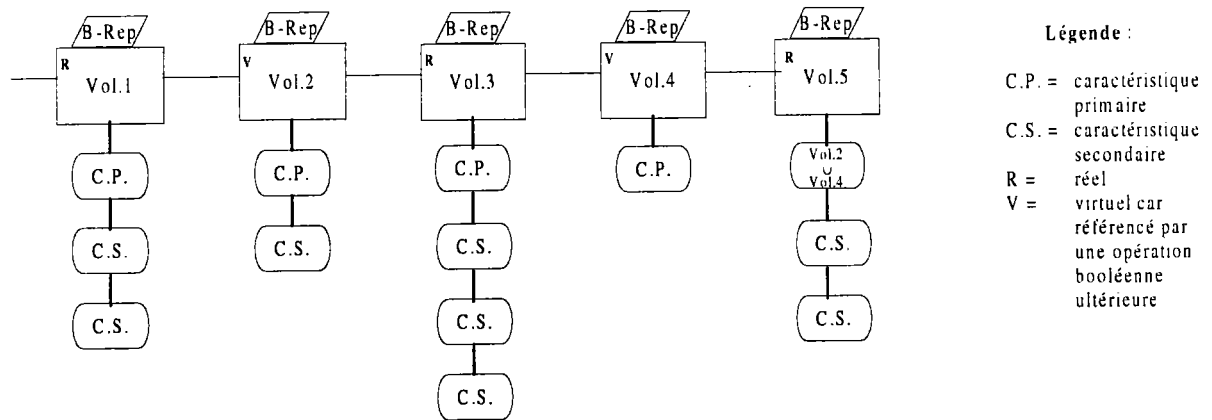 B-Rep B-Rep B-Rep B-Rep B-Rep
R V R V R
Vol.1 Vol.2 Vol.3 Vol.4 Vol.5
C.P. C.P. C.P. C.P. Vol.2
∪
Vol.4
C.S. C.S. C.S. C.S.
C.S. C.S. C.S.
C.S.
Légende :
C.P. = caractéristique
primaire
C.S. = caractéristique
secondaire
R = réel
V = virtuel car
référencé par
une opération
booléenne
ultérieure